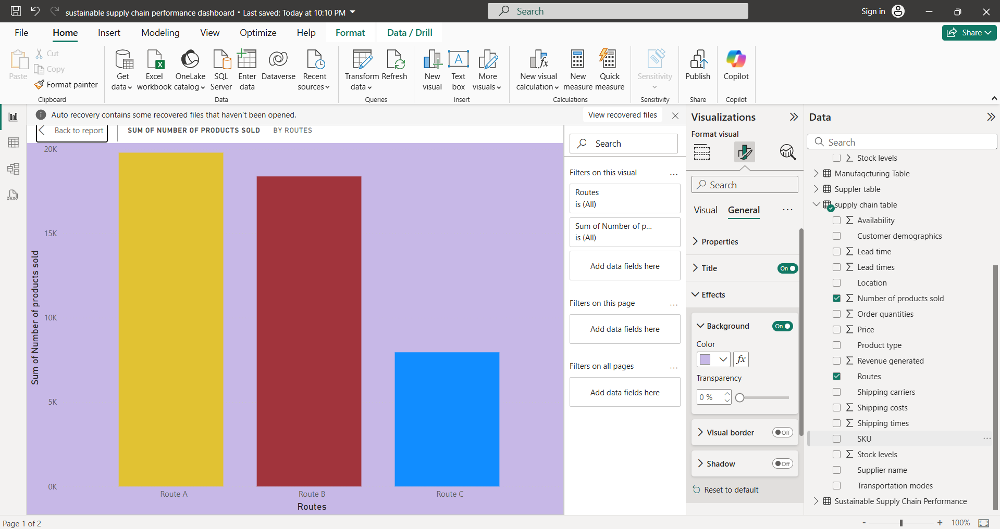 sustainable supply chain performance dashboard • Last saved: Today at 10:10 PM
Search
Sign in
File Home Insert Modeling View Optimize Help Format Data / Drill
Share
Paste
Cut
Copy
Format painter
Clipboard
Get data
Excel workbook
OneLake catalog
SQL Server
Enter data
Dataverse
Recent sources
Data
Transform data
Refresh
Queries
New visual
Text box
More visuals
Insert
New visual calculation
New measure
Quick measure
Calculations
Sensitivity
Sensitivity
Publish
Share
Copilot
Copilot
Auto recovery contains some recovered files that haven't been opened.
View recovered files
Back to report
SUM OF NUMBER OF PRODUCTS SOLD BY ROUTES
Sum of Number of products sold
20K
15K
10K
5K
0K
Route A Route B Route C
Routes
Search
Filters on this visual ...
Routes
is (All)
Sum of Number of p...
is (All)
Add data fields here
Filters on this page ...
Add data fields here
Filters on all pages ...
Add data fields here
Visualizations
Format visual
Search
Visual General ...
Properties
Title On
Effects
Background On
Color
fx
Transparency
0 %
Visual border Off
Shadow Off
Reset to default
Data
Search
Stock levels
Manufaqcturing Table
Suppler table
supply chain table
Availability
Customer demographics
Lead time
Lead times
Location
Number of products sold
Order quantities
Price
Product type
Revenue generated
Routes
Shipping carriers
Shipping costs
Shipping times
SKU ...
Stock levels
Supplier name
Transportation modes
Sustainable Supply Chain Performance
Page 1 of 2
- + 100%